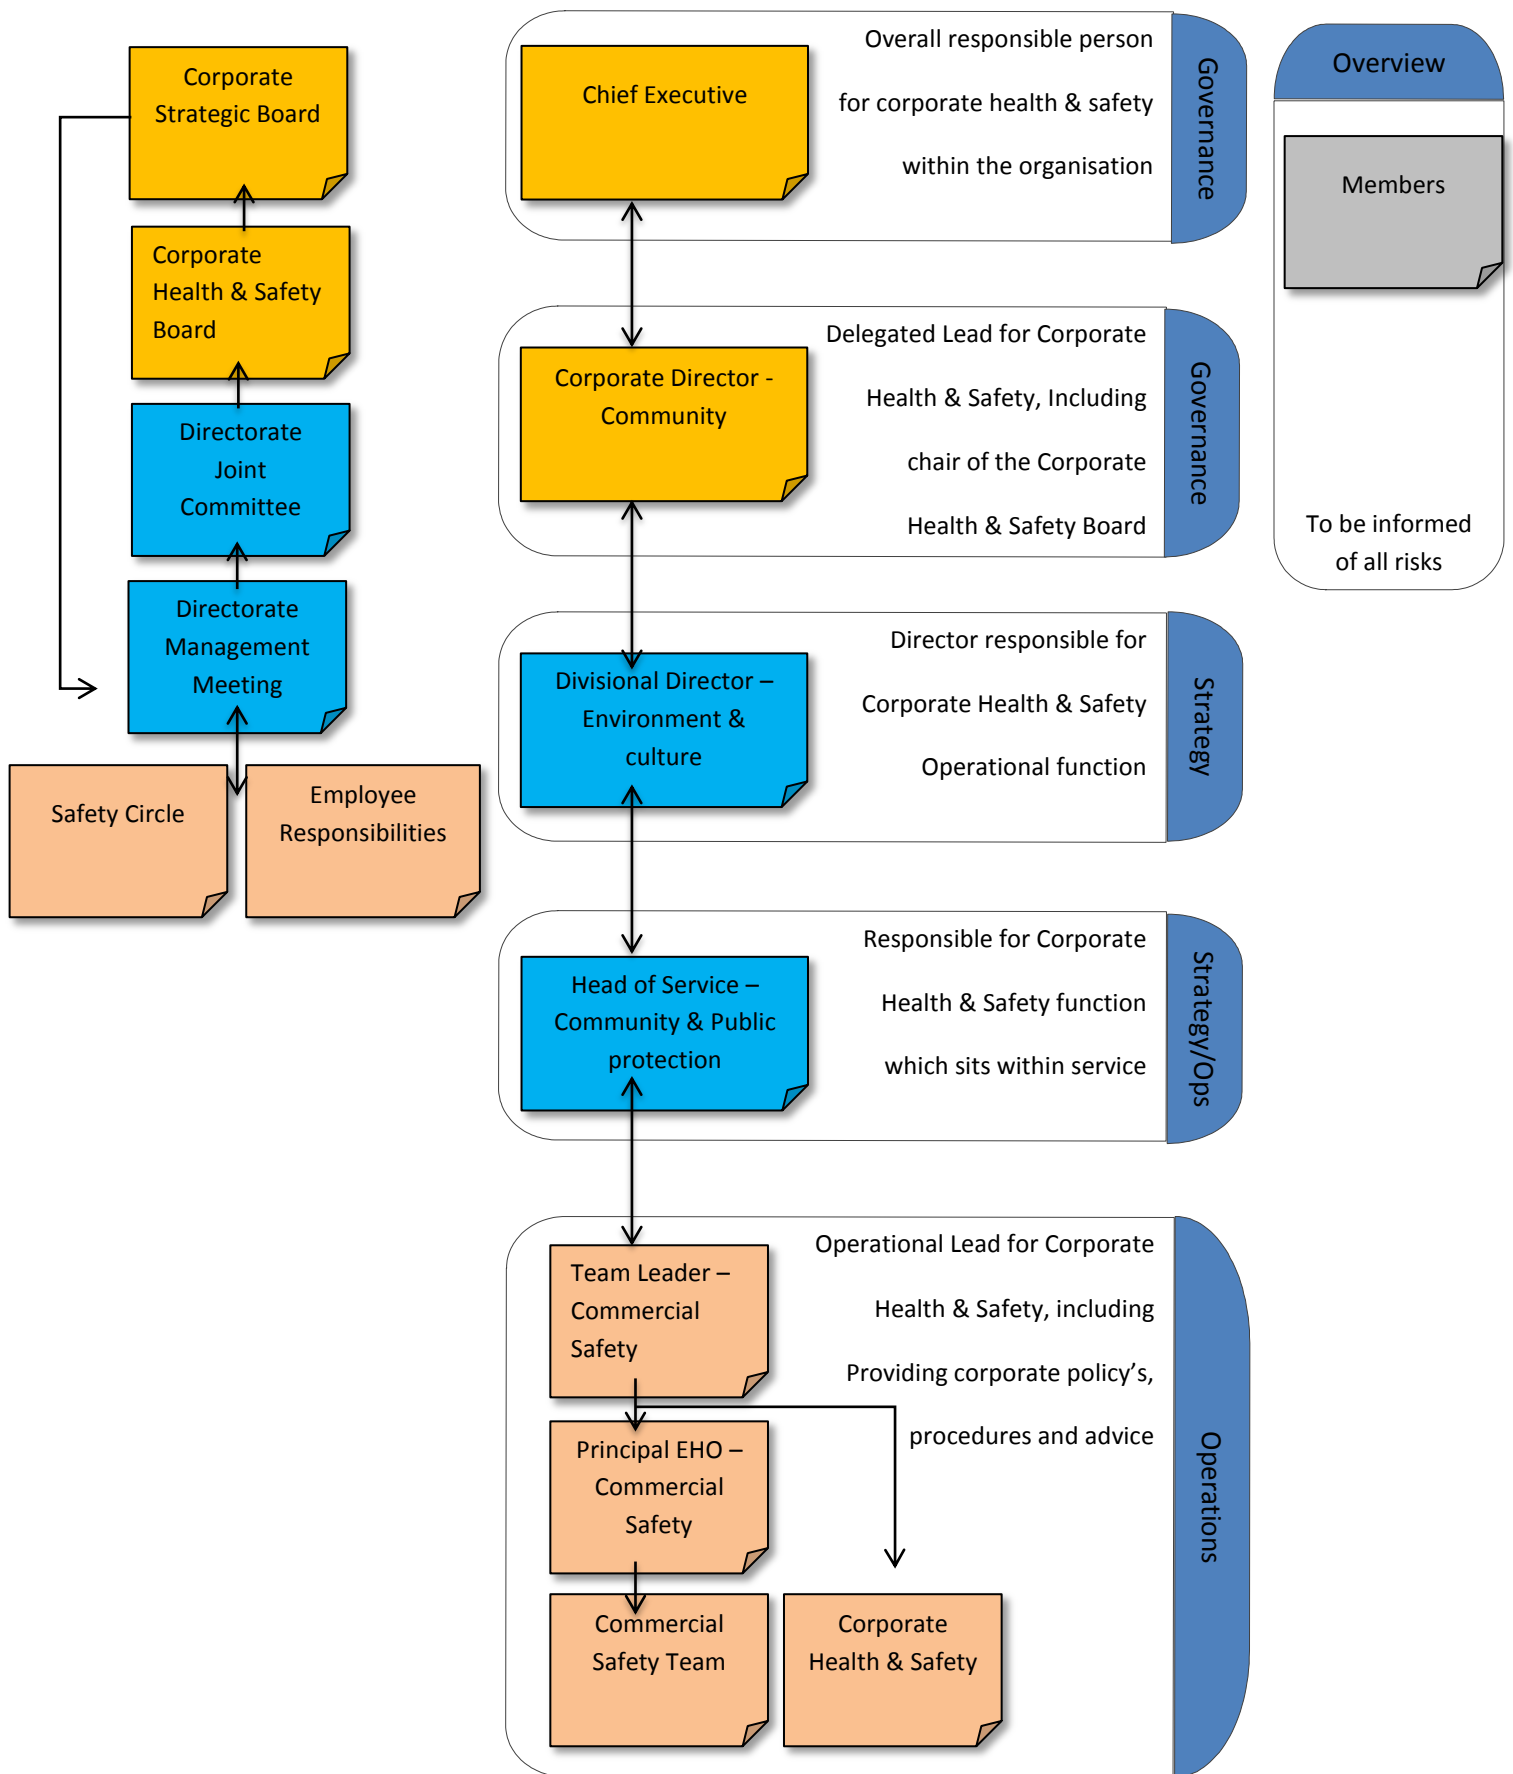 Corporate
Strategic Board
Corporate
Health & Safety
Board
Directorate
Joint
Committee
Directorate
Management
Meeting
Safety Circle
Employee
Responsibilities
Chief Executive
Overall responsible person
for corporate health & safety
within the organisation
Governance
Corporate Director -
Community
Delegated Lead for Corporate
Health & Safety, Including
chair of the Corporate
Health & Safety Board
Governance
Divisional Director –
Environment &
culture
Director responsible for
Corporate Health & Safety
Operational function
Strategy
Head of Service –
Community & Public
protection
Responsible for Corporate
Health & Safety function
which sits within service
Strategy/Ops
Team Leader –
Commercial
Safety
Principal EHO –
Commercial
Safety
Commercial
Safety Team
Corporate
Health & Safety
Operational Lead for Corporate
Health & Safety, including
Providing corporate policy’s,
procedures and advice
Operations
Overview
Members
To be informed
of all risks